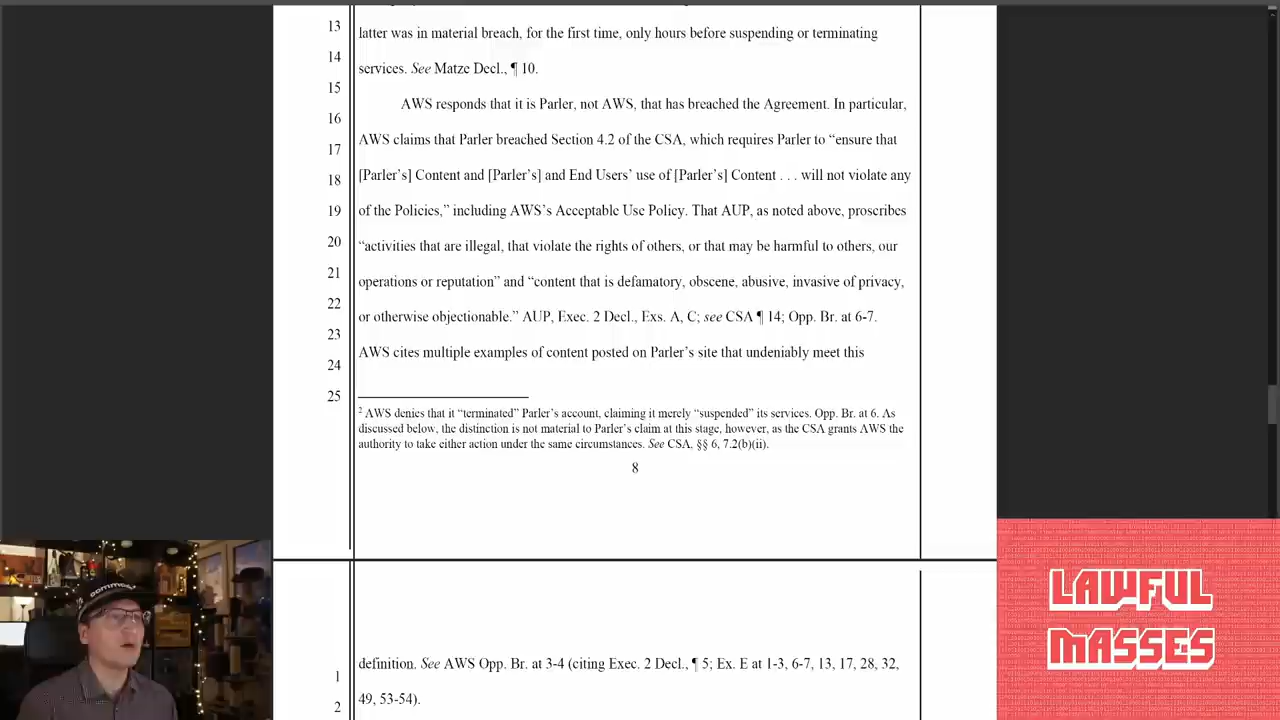 13
latter was in material breach, for the first time, only hours before suspending or terminating
14
services. See Matze Decl., ¶ 10.
15
AWS responds that it is Parler, not AWS, that has breached the Agreement. In particular,
16
AWS claims that Parler breached Section 4.2 of the CSA, which requires Parler to “ensure that
17
[Parler’s] Content and [Parler’s] and End Users’ use of [Parler’s] Content . . . will not violate any
18
of the Policies,” including AWS’s Acceptable Use Policy. That AUP, as noted above, proscribes
19
“activities that are illegal, that violate the rights of others, or that may be harmful to others, our
20
operations or reputation” and “content that is defamatory, obscene, abusive, invasive of privacy,
21
or otherwise objectionable.” AUP, Exec. 2 Decl., Exs. A, C; see CSA ¶ 14; Opp. Br. at 6-7.
22
23
AWS cites multiple examples of content posted on Parler’s site that undeniably meet this
24
25
2 AWS denies that it “terminated” Parler’s account, claiming it merely “suspended” its services. Opp. Br. at 6. As
discussed below, the distinction is not material to Parler’s claim at this stage, however, as the CSA grants AWS the
authority to take either action under the same circumstances. See CSA, §§ 6, 7.2(b)(ii).
8
definition. See AWS Opp. Br. at 3-4 (citing Exec. 2 Decl., ¶ 5; Ex. E at 1-3, 6-7, 13, 17, 28, 32,
1
49, 53-54).
2
LAWFUL
MASSES